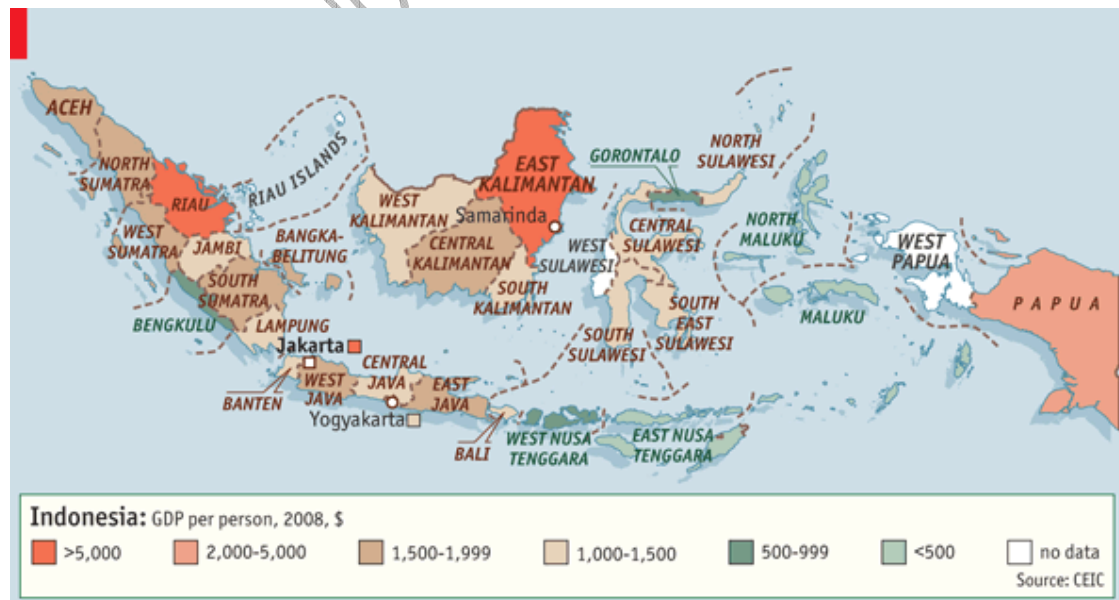 ACEH
NORTH
SUMATRA
RIAU
RIAU ISLANDS
WEST
SUMATRA
JAMBI
BANGKA-
BELITUNG
SOUTH
SUMATRA
BENGKULU
LAMPUNG
Jakarta
BANTEN
WEST
JAVA
CENTRAL
JAVA
EAST
JAVA
Yogyakarta
BALI
WEST
KALIMANTAN
EAST
KALIMANTAN
Samarinda
CENTRAL
KALIMANTAN
SOUTH
KALIMANTAN
GORONTALO
NORTH
SULAWESI
CENTRAL
SULAWESI
WEST
SULAWESI
SOUTH
SULAWESI
SOUTH
EAST
SULAWESI
NORTH
MALUKU
MALUKU
WEST
PAPUA
PAPUA
WEST NUSA
TENGGARA
EAST NUSA
TENGGARA
Indonesia: GDP per person, 2008, $
>5,000 2,000-5,000 1,500-1,999 1,000-1,500 500-999 <500 no data
Source: CEIC